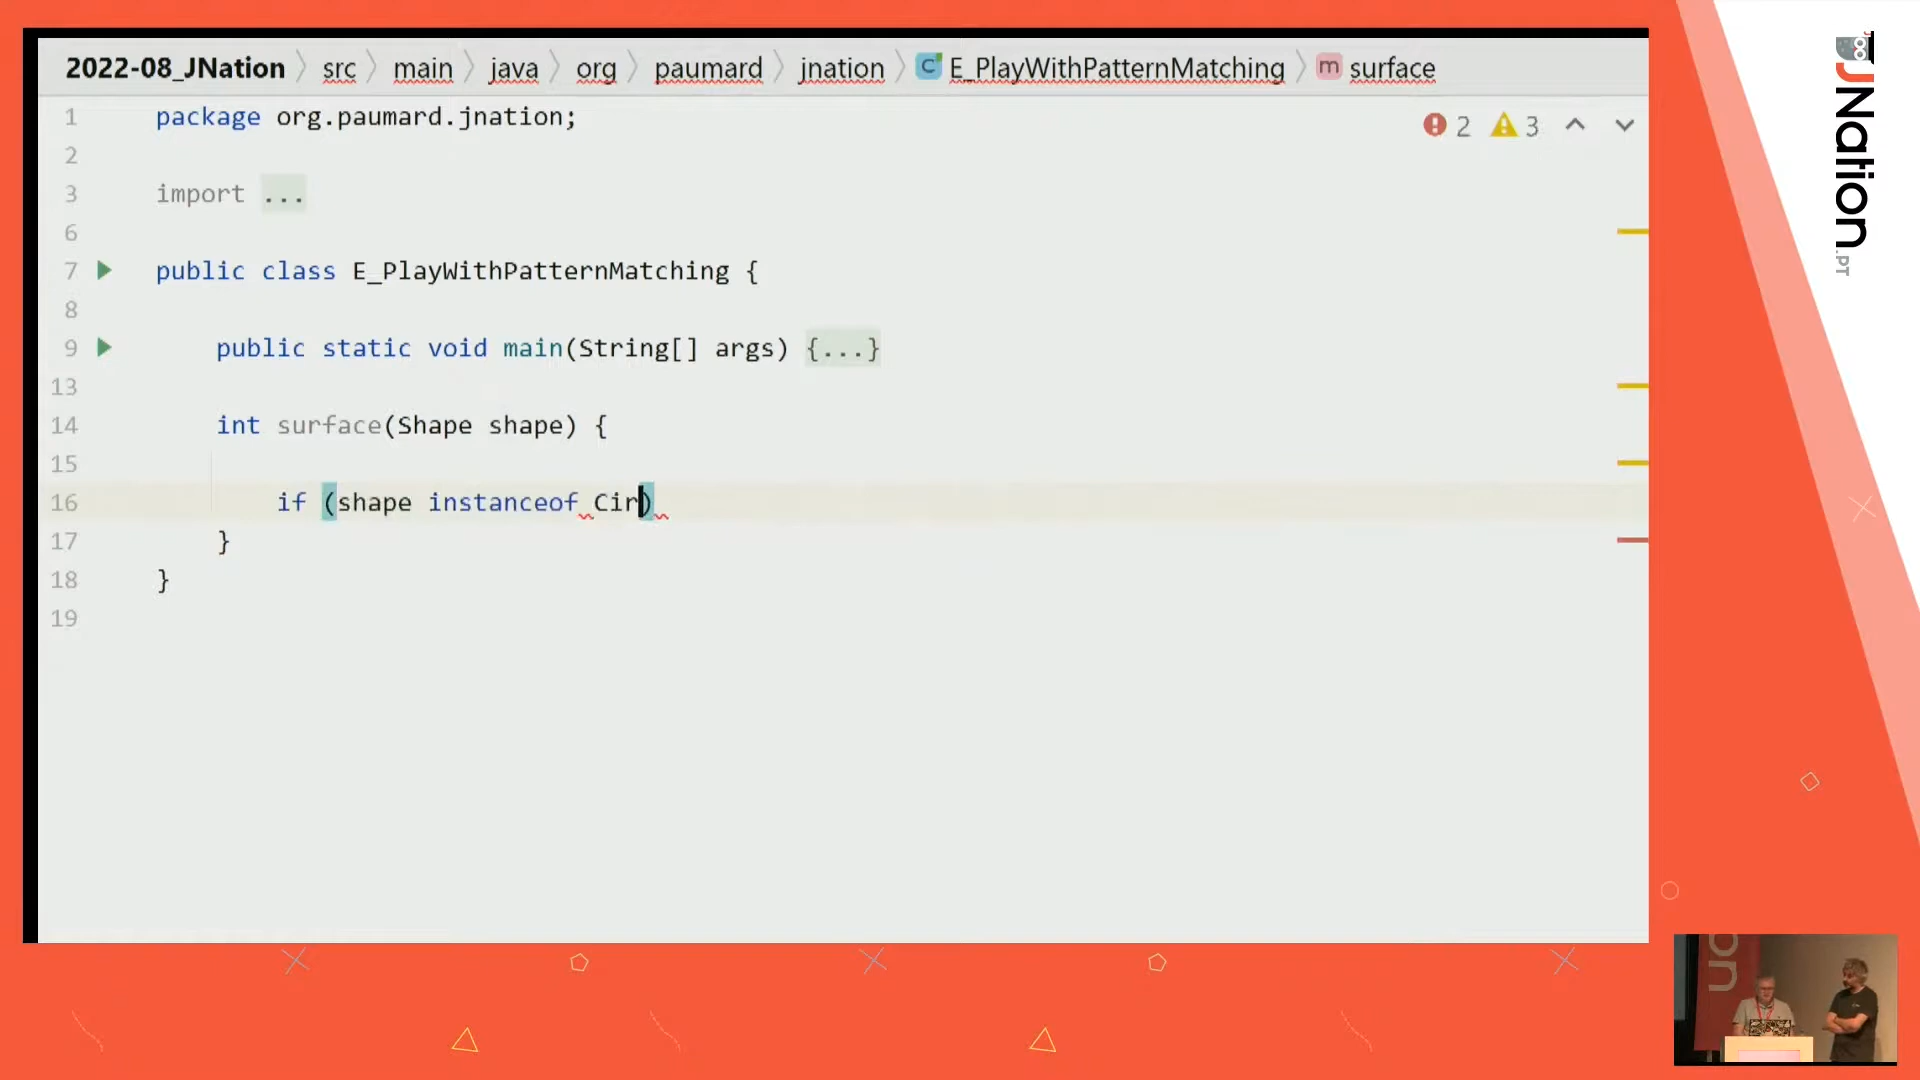 2022-08_JNation src main java org paumard jnation E_PlayWithPatternMatching surface
1 package org.paumard.jnation;
2 3
2
3 import ...
6
7 public class E_PlayWithPatternMatching {
8
9 public static void main(String[] args) {...}
13
14 int surface(Shape shape) {
15
16 if (shape instanceof Cir)
17 }
18 }
19
JNation.PT
on